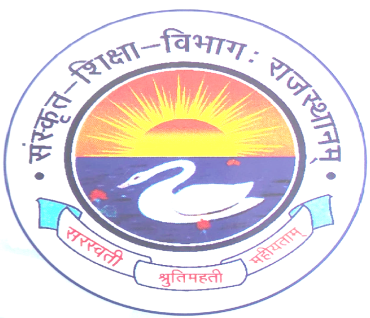 संस्कृत–शिक्षा–विभाग: राजस्थानम्
सरस्वती
श्रुतिमहती
महीयताम्